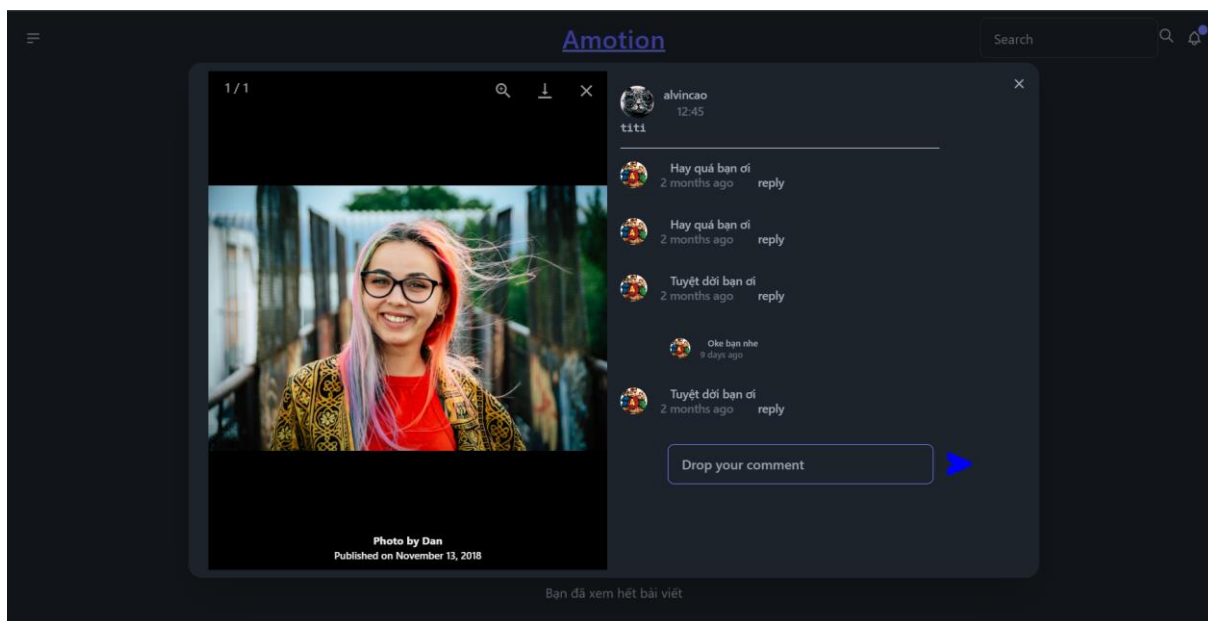 Amotion
Search
1 / 1
alvincao
12:45
titi
Hay quá bạn ơi
2 months ago reply
Hay quá bạn ơi
2 months ago reply
Tuyệt dời bạn ơi
2 months ago reply
Oke bạn nhe
9 days ago
Tuyệt dời bạn ơi
2 months ago reply
Drop your comment
Photo by Dan
Published on November 13, 2018
Bạn đã xem hết bài viết